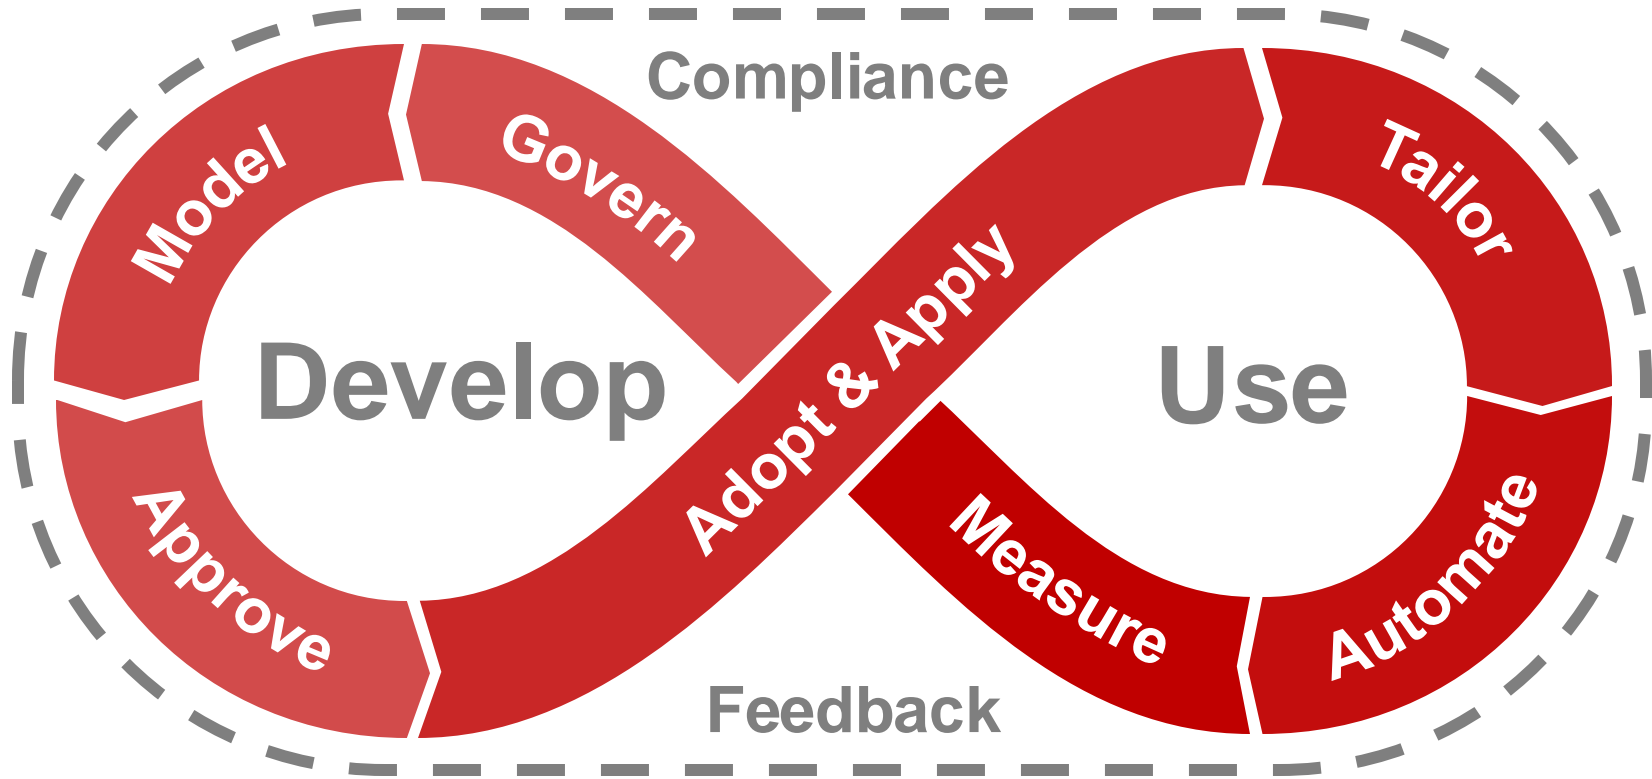 Compliance
Govern
Model
Develop
Approve
Adopt & Apply
Tailor
Use
Automate
Measure
Feedback